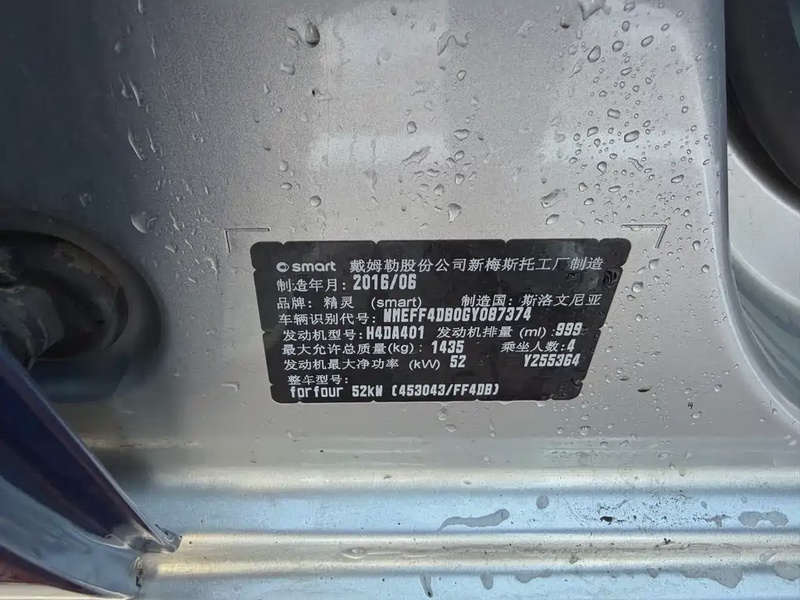 smart 戴姆勒股份公司新梅斯托工厂制造
制造年月: 2016/06
品牌: 精灵 (smart) 制造国: 斯洛文尼亚
车辆识别代号: WMEFF4DB0GY087374
发动机型号: H4DA401 发动机排量 (ml): 999
最大允许总质量(kg): 1435 乘坐人数: 4
发动机最大净功率 (kW) 52 Y255364
整车型号:
forfour 52kW (453043/FF4DB)